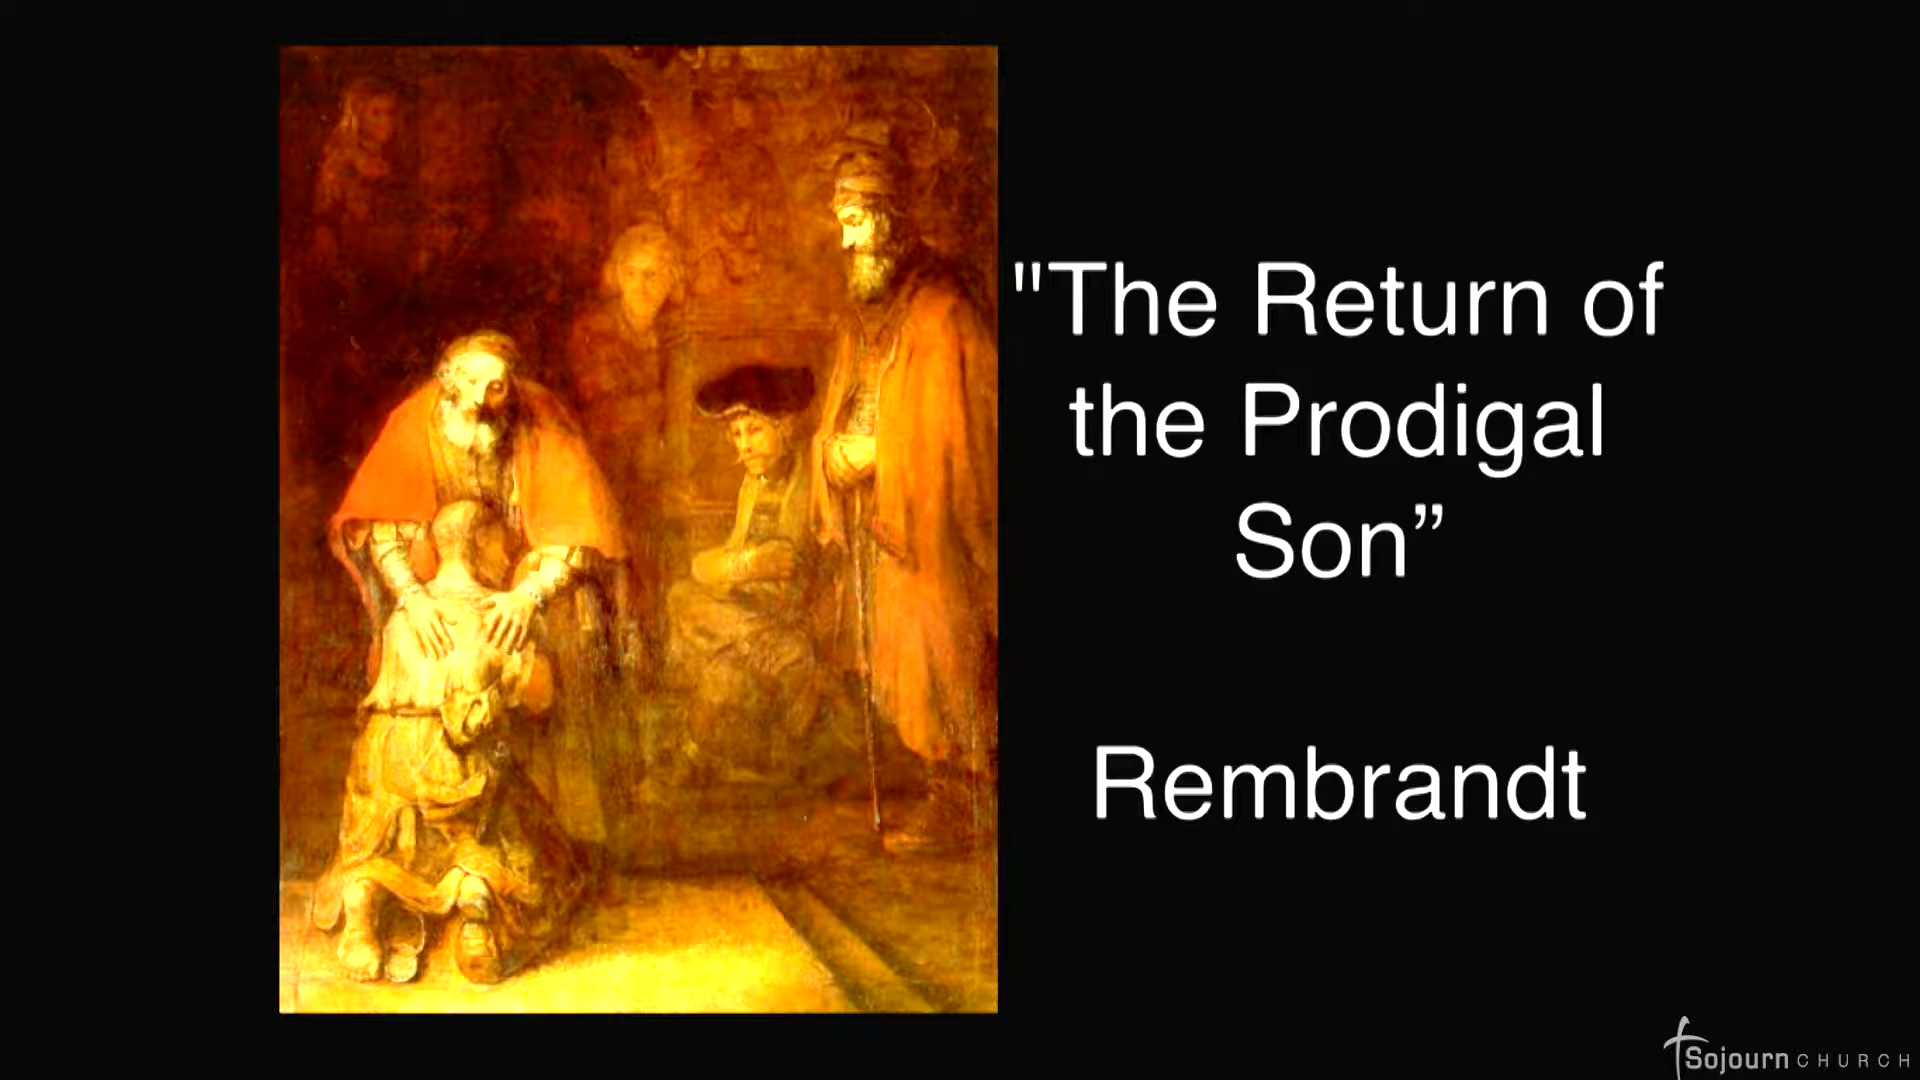 "The Return of
the Prodigal
Son”
Rembrandt
Sojourn CHURCH